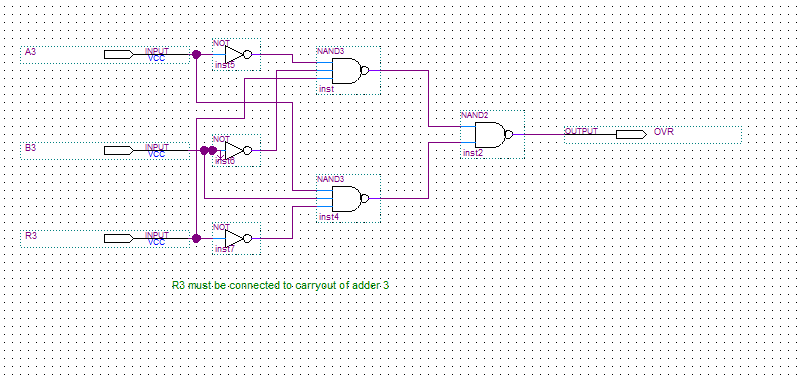 NOT
A3
INPUT
VCC
inst5
NAND3
inst
NAND2
OUTPUT
OVR
inst2
NOT
B3
INPUT
VCC
inst6
NAND3
inst4
NOT
R3
INPUT
VCC
inst7
R3 must be connected to carryout of adder 3